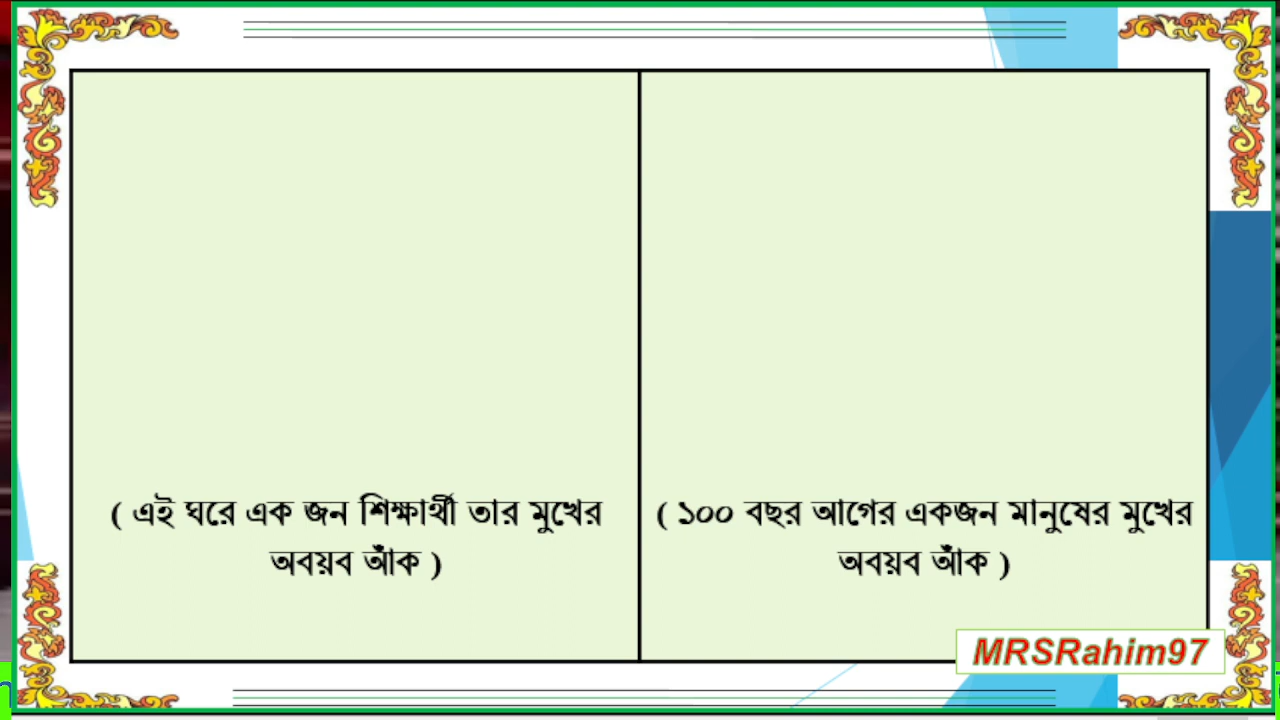 ( এই ঘরে এক জন শিক্ষার্থী তার মুখের
অবয়ব আঁক )
( ১০০ বছর আগের একজন মানুষের মুখের
অবয়ব আঁক )
MRSRahim97